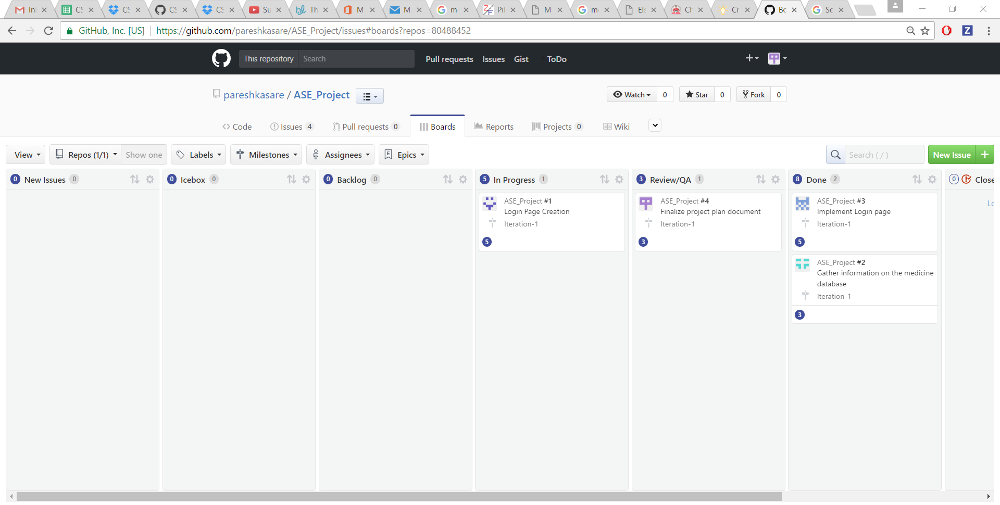 Inl
CS
CS
CS
CS
Su
Th
M
M
me
Pil
M
me
Els
Ch
Cr
Bo
Sc
GitHub, Inc. [US] https://github.com/pareshkasare/ASE_Project/issues#boards?repos=80488452
This repository Search Pull requests Issues Gist ToDo
pareshkasare / ASE_Project
Watch 0 Star 0 Fork 0
Code Issues 4 Pull requests 0 Boards Reports Projects 0 Wiki
View Repos (1/1) Show one Labels Milestones Assignees Epics Search ( / ) New Issue +
0 New Issues 0
0 Icebox 0
0 Backlog 0
5 In Progress 1
ASE_Project #1
Login Page Creation
Iteration-1
5
3 Review/QA 1
ASE_Project #4
Finalize project plan document
Iteration-1
3
8 Done 2
ASE_Project #3
Implement Login page
Iteration-1
5
ASE_Project #2
Gather information on the medicine
database
Iteration-1
3
0 Close
Lo